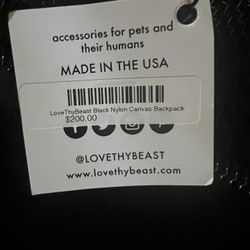 accessories for pets and
their humans
MADE IN THE USA
LoveThyBeast Black Nylon Canvas Backpack
$200.00
@LOVETHYBEAST
www.lovethybeast.com